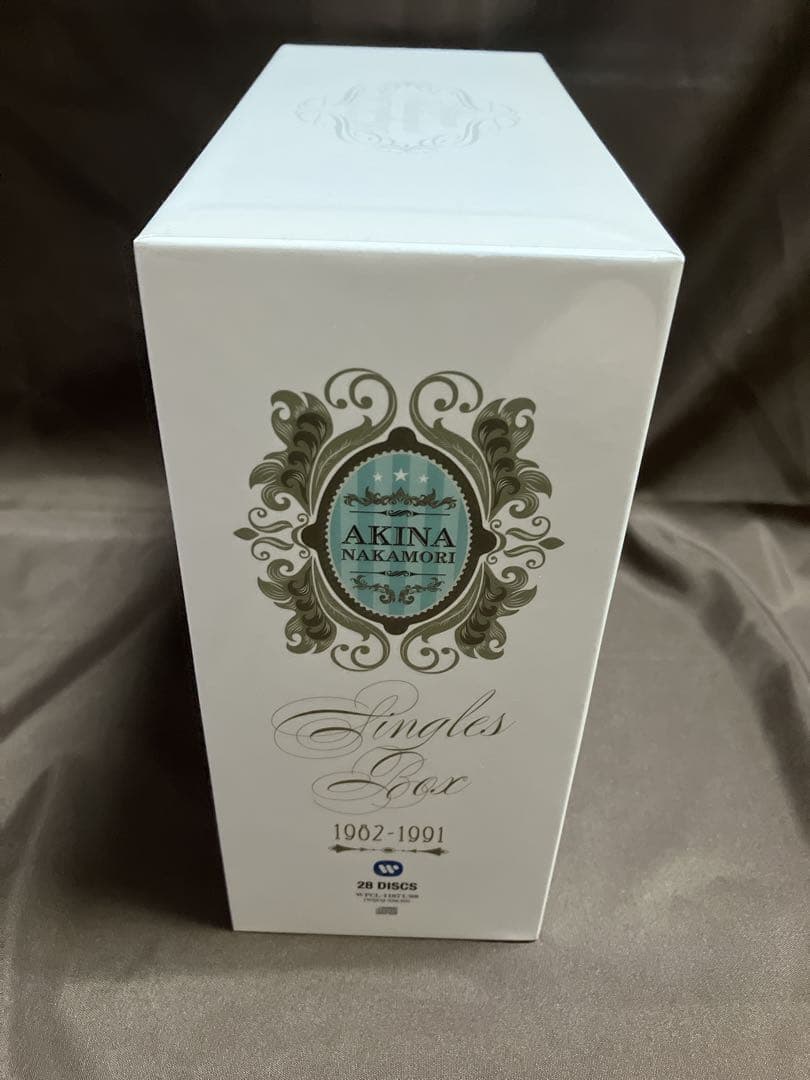 AKINA
NAKAMORI
Singles
Box
1982-1991
28 DISCS